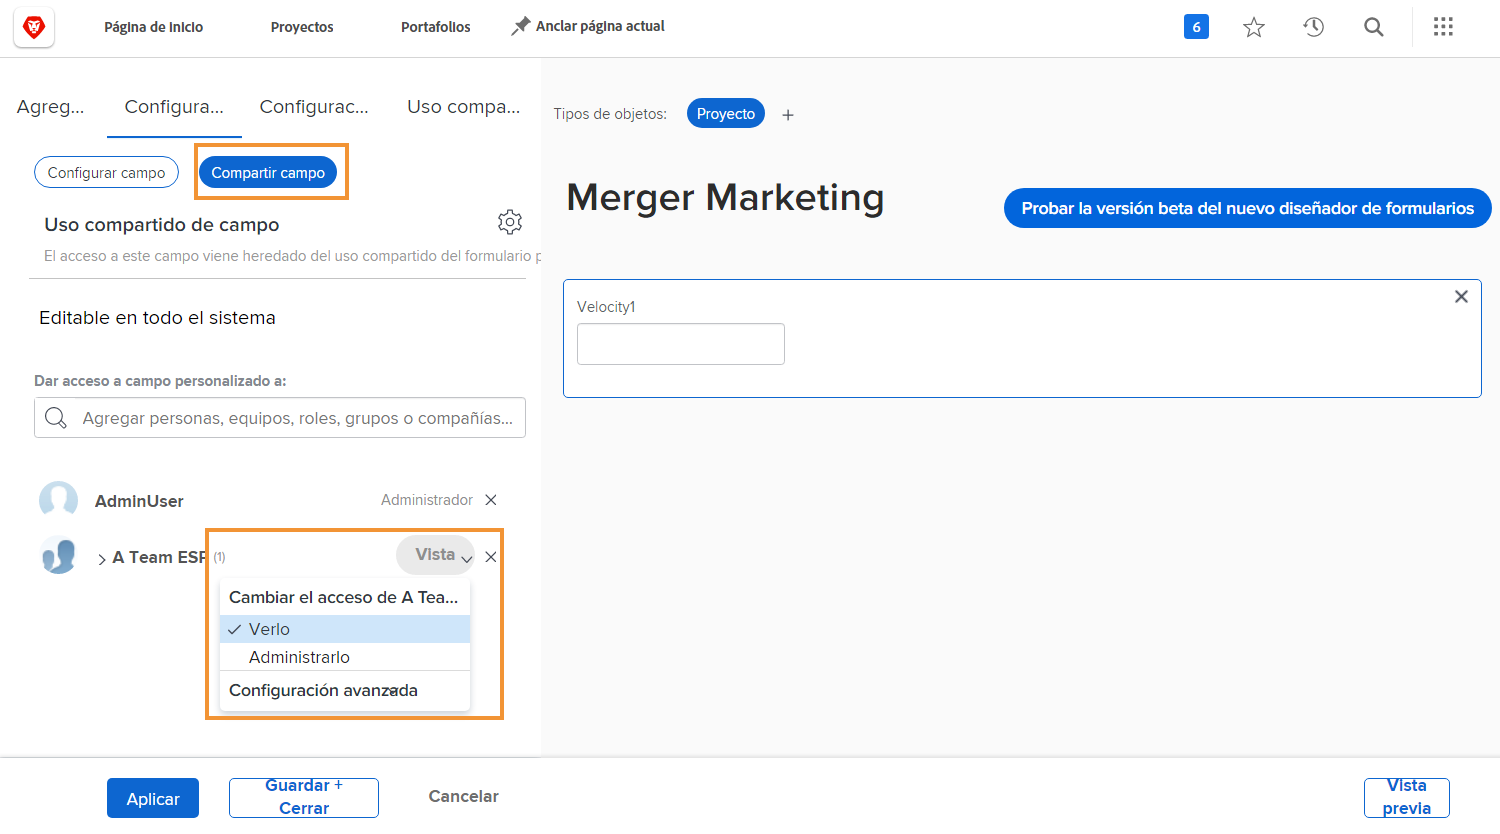 Página de inicio
Proyectos
Portafolios
Anclar página actual
6
Agreg...
Configura...
Configurac...
Uso compa...
Tipos de objetos:
Proyecto
+
Configurar campo
Compartir campo
Merger Marketing
Probar la versión beta del nuevo diseñador de formularios
Uso compartido de campo
El acceso a este campo viene heredado del uso compartido del formulario p
Velocity1
Editable en todo el sistema
Dar acceso a campo personalizado a:
Agregar personas, equipos, roles, grupos o compañías...
AdminUser
Administrador
A Team ESP
(1)
Vista
Cambiar el acceso de A Tea...
Verlo
Administrarlo
Configuración avanzada
Aplicar
Guardar +
Cerrar
Cancelar
Vista
previa